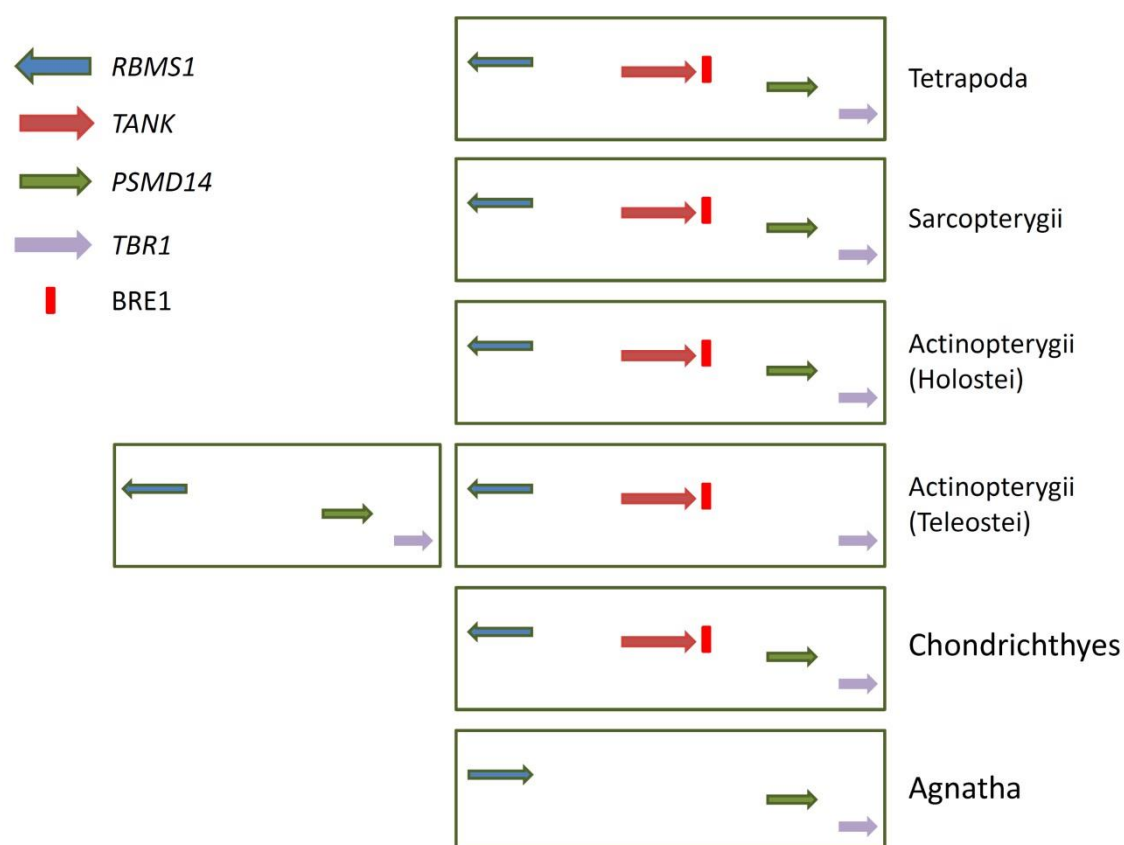 RBMS1
TANK
PSMD14
TBR1
BRE1
Tetrapoda
Sarcopterygii
Actinopterygii
(Holostei)
Actinopterygii
(Teleostei)
Chondrichthyes
Agnatha